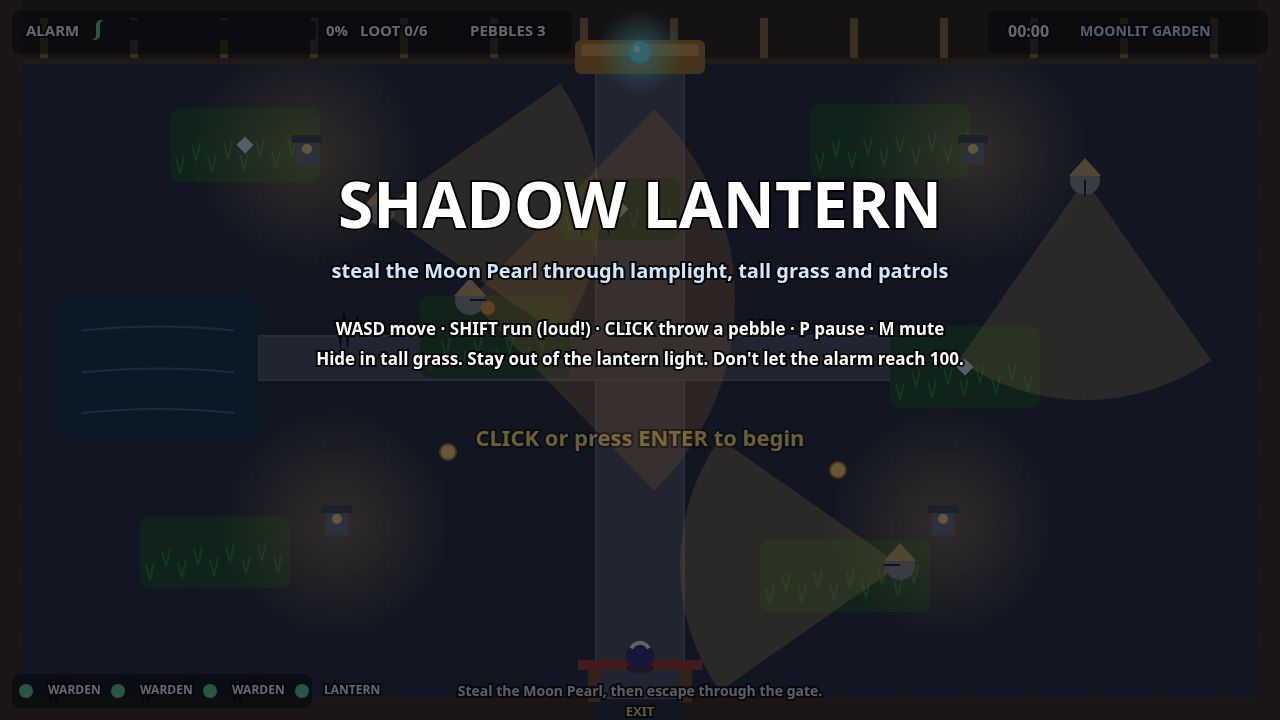 ALARM 0% LOOT 0/6 PEBBLES 3 00:00 MOONLIT GARDEN
SHADOW LANTERN
steal the Moon Pearl through lamplight, tall grass and patrols
WASD move · SHIFT run (loud!) · CLICK throw a pebble · P pause · M mute
Hide in tall grass. Stay out of the lantern light. Don't let the alarm reach 100.
CLICK or press ENTER to begin
WARDEN WARDEN WARDEN LANTERN
Steal the Moon Pearl, then escape through the gate.
EXIT